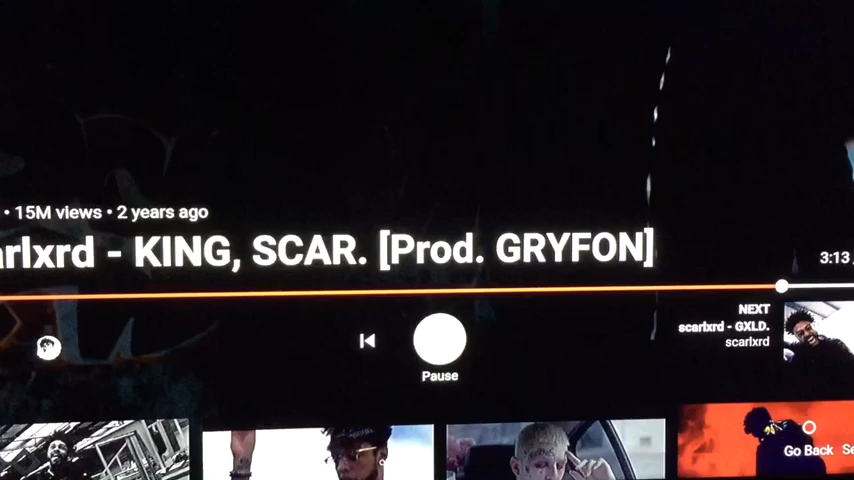 • 15M views • 2 years ago
arlxrd - KING, SCAR. [Prod. GRYFON]
3:13
NEXT
scarlxrd - GXLD.
scarlxrd
Pause
Go Back